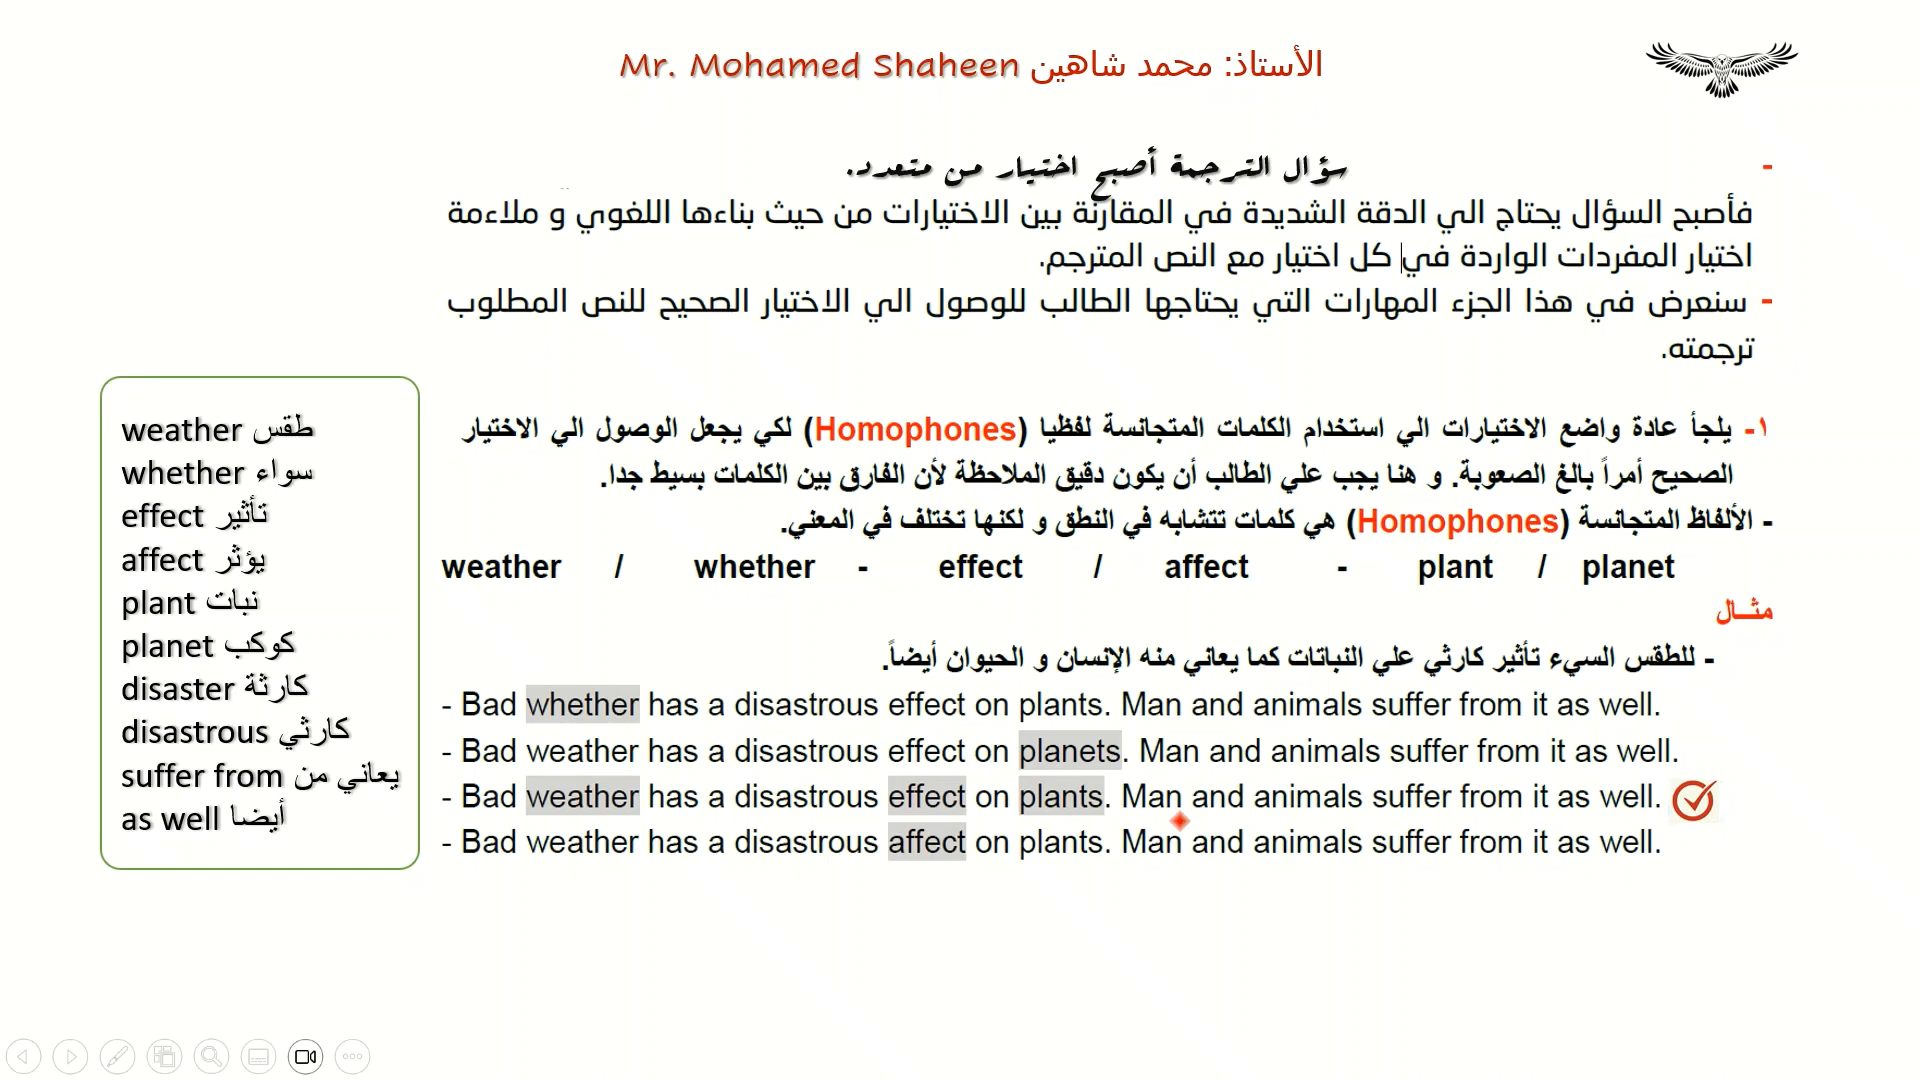 Mr. Mohamed Shaheen الأستاذ: محمد شاهين
- سؤال الترجمة أصبح اختيار من متعدد.
فأصبح السؤال يحتاج الي الدقة الشديدة في المقارنة بين الاختيارات من حيث بناءها اللغوي و ملاءمة
اختيار المفردات الواردة في كل اختيار مع النص المترجم.
- سنعرض في هذا الجزء المهارات التي يحتاجها الطالب للوصول الي الاختيار الصحيح للنص المطلوب
ترجمته.
١- يلجأ عادة واضع الاختيارات الي استخدام الكلمات المتجانسة لفظيا (Homophones) لكي يجعل الوصول الي الاختيار
الصحيح أمراً بالغ الصعوبة. و هنا يجب علي الطالب أن يكون دقيق الملاحظة لأن الفارق بين الكلمات بسيط جدا.
- الألفاظ المتجانسة (Homophones) هي كلمات تتشابه في النطق و لكنها تختلف في المعني.
weather / whether - effect / affect - plant / planet
مثــال
- للطقس السيء تأثير كارثي علي النباتات كما يعاني منه الإنسان و الحيوان أيضاً.
- Bad whether has a disastrous effect on plants. Man and animals suffer from it as well.
- Bad weather has a disastrous effect on planets. Man and animals suffer from it as well.
- Bad weather has a disastrous effect on plants. Man and animals suffer from it as well.
- Bad weather has a disastrous affect on plants. Man and animals suffer from it as well.
weather طقس
whether سواء
effect تأثير
affect يؤثر
plant نبات
planet كوكب
disaster كارثة
disastrous كارثي
suffer from يعاني من
as well أيضا